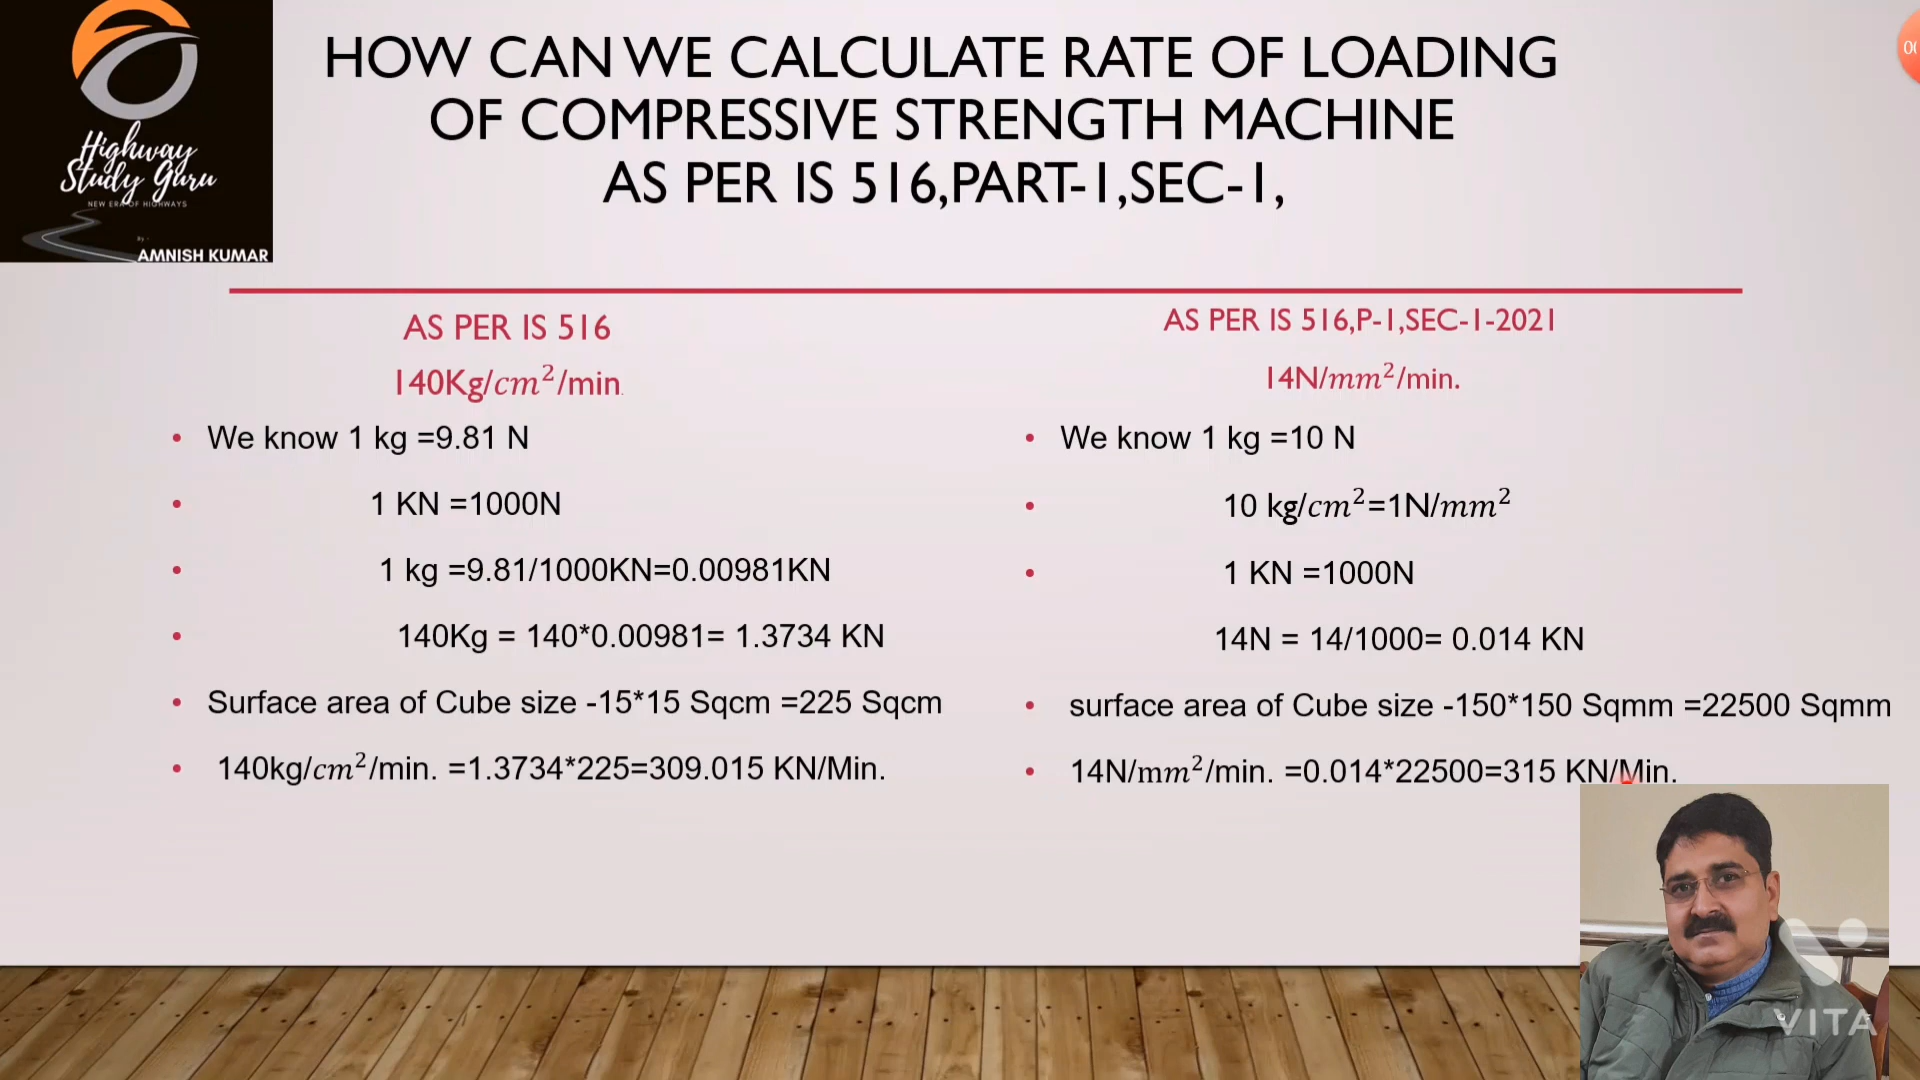 Highway
Study Guru
NEW ERA OF HIGHWAYS
By -
AMNISH KUMAR
HOW CAN WE CALCULATE RATE OF LOADING
OF COMPRESSIVE STRENGTH MACHINE
AS PER IS 516,PART-1,SEC-1,
AS PER IS 516
140Kg/cm²/min.
• We know 1 kg =9.81 N
• 1 KN =1000N
• 1 kg =9.81/1000KN=0.00981KN
• 140Kg = 140*0.00981= 1.3734 KN
• Surface area of Cube size -15*15 Sqcm =225 Sqcm
• 140kg/cm²/min. =1.3734*225=309.015 KN/Min.
AS PER IS 516,P-1,SEC-1-2021
14N/mm²/min.
• We know 1 kg =10 N
• 10 kg/cm²=1N/mm²
• 1 KN =1000N
• 14N = 14/1000= 0.014 KN
• surface area of Cube size -150*150 Sqmm =22500 Sqmm
• 14N/mm²/min. =0.014*22500=315 KN/Min.
VITA